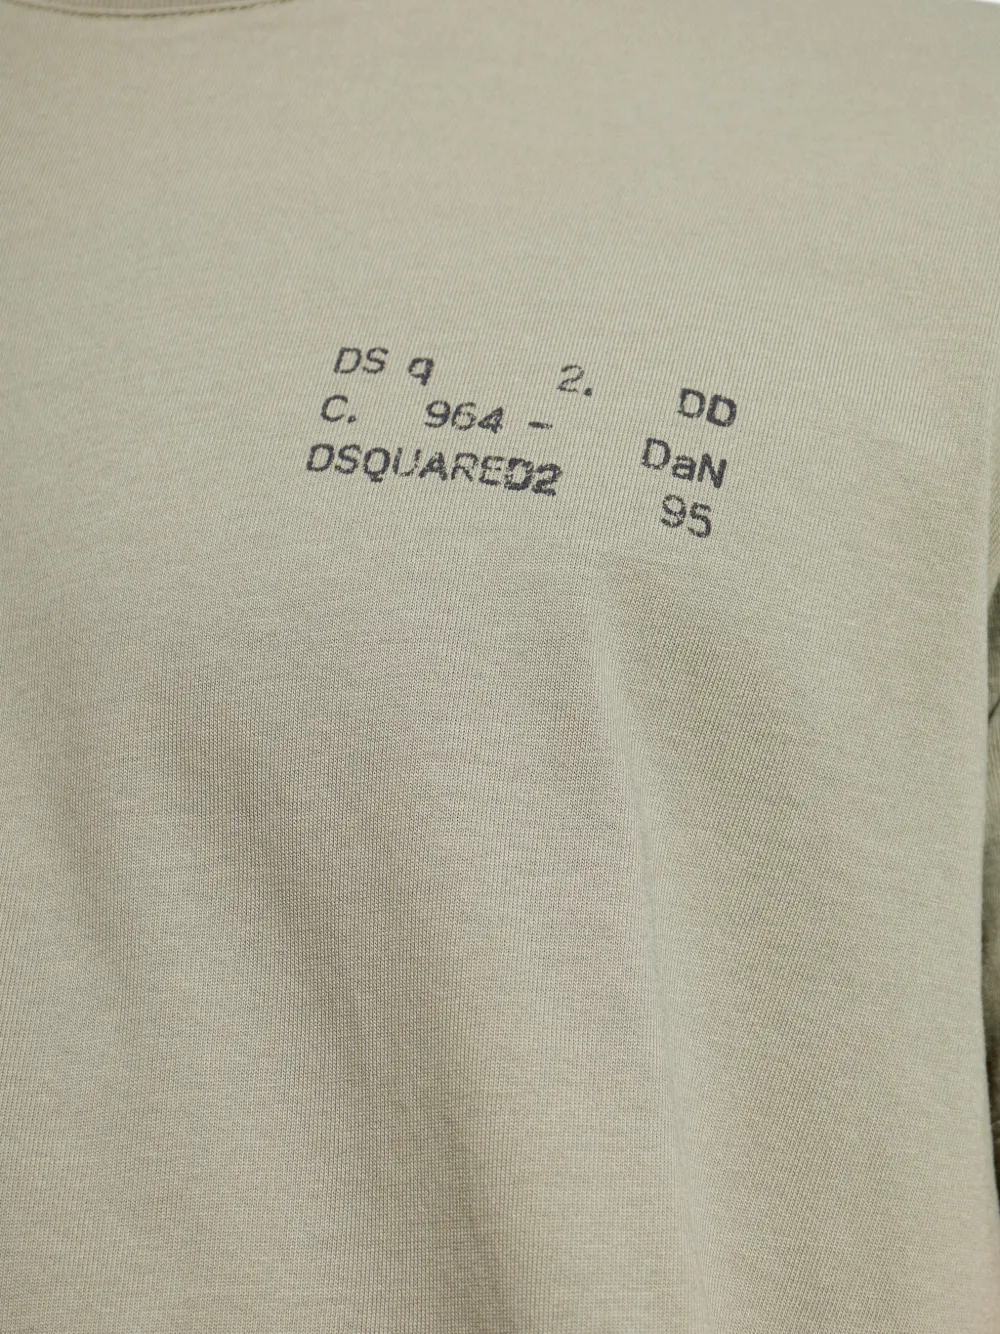 DS q 2. DD
C. 964 - DaN
DSQUARED2 95